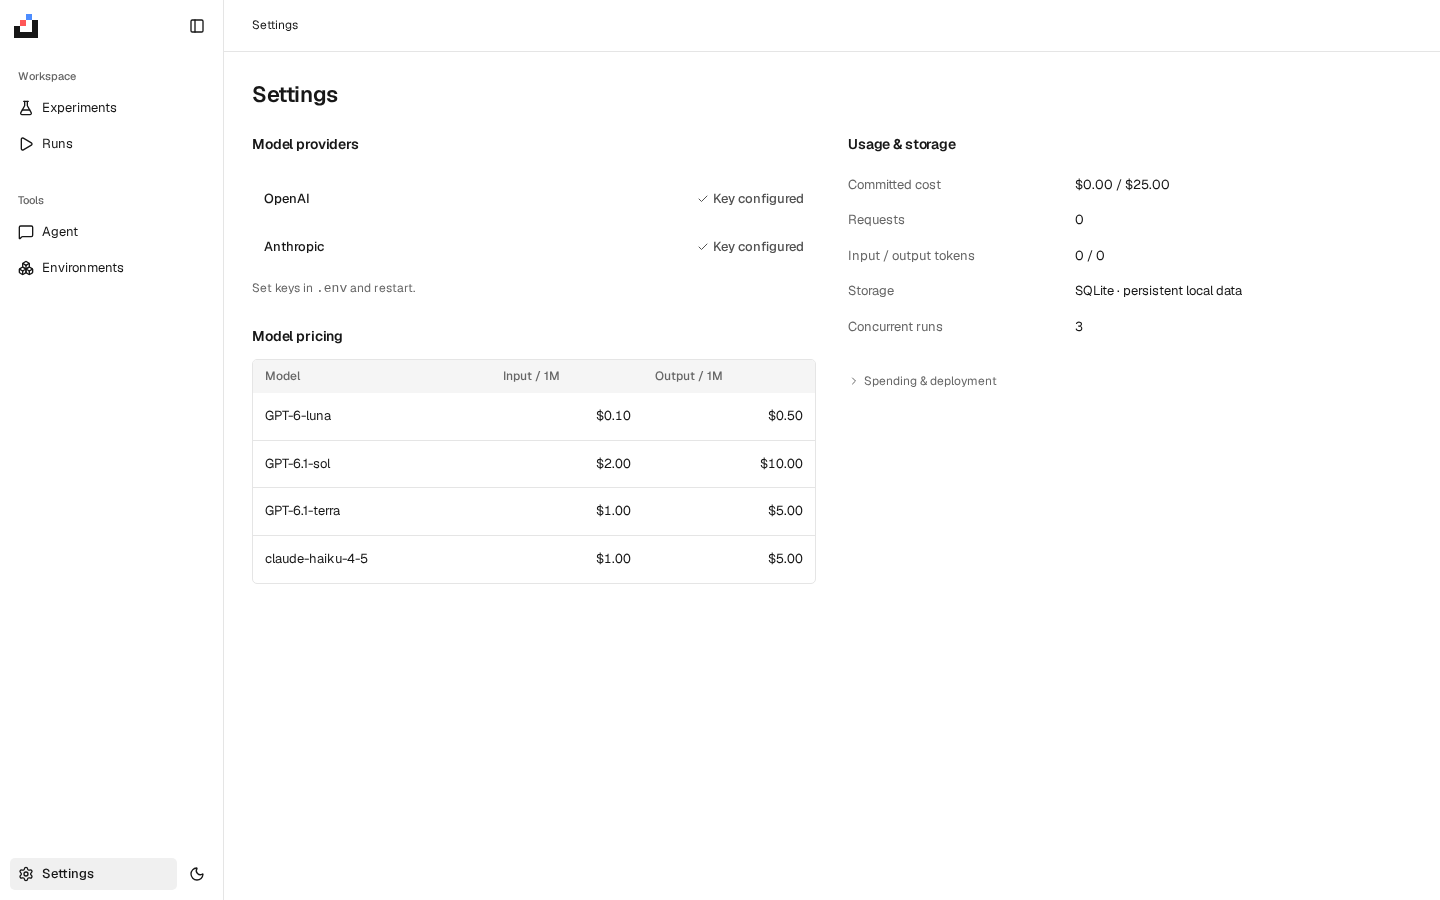 Workspace
Experiments
Runs
Tools
Agent
Environments
Settings
Settings
Settings
Model providers
OpenAI Key configured
Anthropic Key configured
Set keys in .env and restart.
Model pricing
Model Input / 1M Output / 1M
GPT-6-luna $0.10 $0.50
GPT-6.1-sol $2.00 $10.00
GPT-6.1-terra $1.00 $5.00
claude-haiku-4-5 $1.00 $5.00
Usage & storage
Committed cost $0.00 / $25.00
Requests 0
Input / output tokens 0 / 0
Storage SQLite · persistent local data
Concurrent runs 3
Spending & deployment